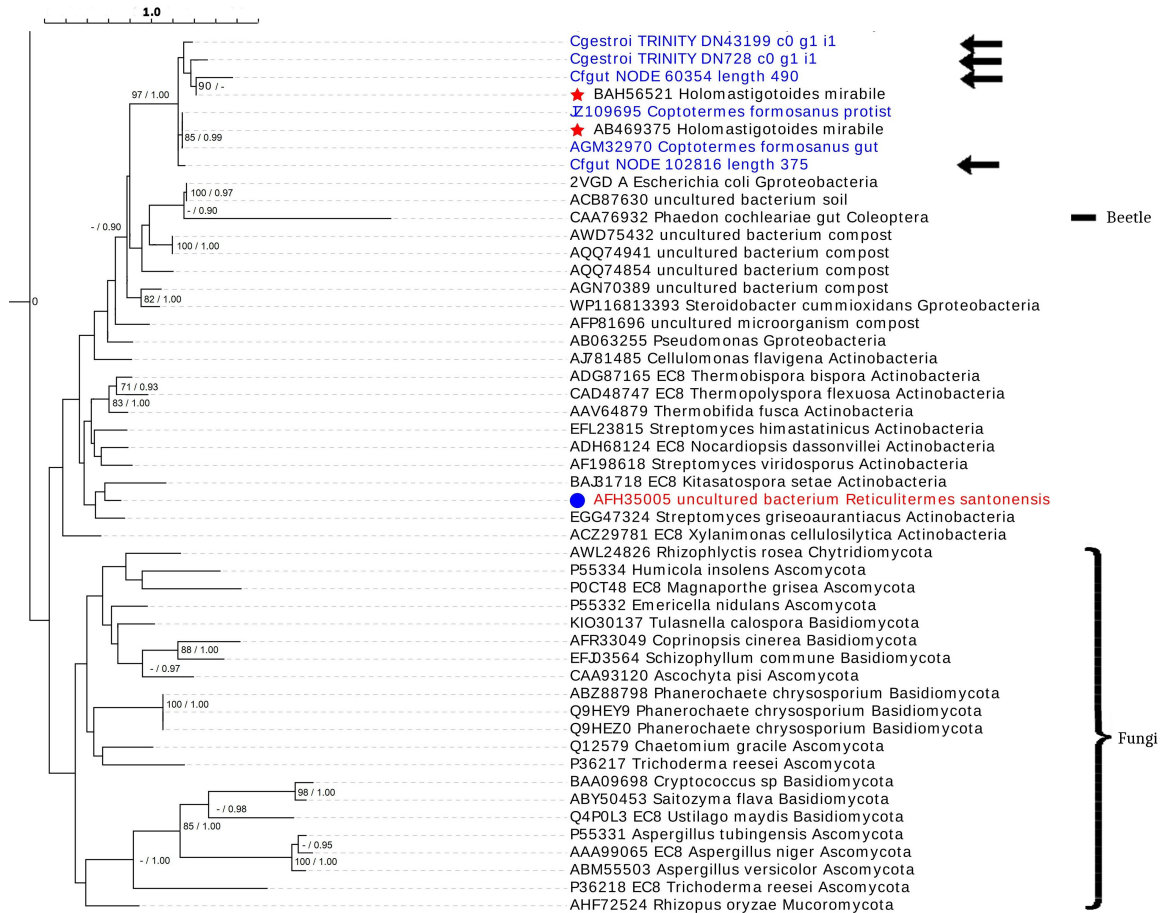 1.0
Cgestroi TRINITY DN43199 c0 g1 i1
Cgestroi TRINITY DN728 c0 g1 i1
Cfgut NODE 60354 length 490
90 / -
BAH56521 Holomastigotoides mirabile
97 / 1.00
JZ109695 Coptotermes formosanus protist
AB469375 Holomastigotoides mirabile
85 / 0.99
AGM32970 Coptotermes formosanus gut
Cfgut NODE 102816 length 375
2VGD A Escherichia coli Gproteobacteria
100 / 0.97
ACB87630 uncultured bacterium soil
- / 0.90
CAA76932 Phaedon cochleariae gut Coleoptera
Beetle
- / 0.90
AWD75432 uncultured bacterium compost
100 / 1.00
AQQ74941 uncultured bacterium compost
AQQ74854 uncultured bacterium compost
AGN70389 uncultured bacterium compost
82 / 1.00
0
WP116813393 Steroidobacter cummioxidans Gproteobacteria
AFP81696 uncultured microorganism compost
AB063255 Pseudomonas Gproteobacteria
AJ781485 Cellulomonas flavigena Actinobacteria
ADG87165 EC8 Thermobispora bispora Actinobacteria
71 / 0.93
CAD48747 EC8 Thermopolyspora flexuosa Actinobacteria
83 / 1.00
AAV64879 Thermobifida fusca Actinobacteria
EFL23815 Streptomyces himastatinicus Actinobacteria
ADH68124 EC8 Nocardiopsis dassonvillei Actinobacteria
AF198618 Streptomyces viridosporus Actinobacteria
BAJ31718 EC8 Kitasatospora setae Actinobacteria
AFH35005 uncultured bacterium Reticulitermes santonensis
EGG47324 Streptomyces griseoaurantiacus Actinobacteria
ACZ29781 EC8 Xylanimonas cellulosilytica Actinobacteria
AWL24826 Rhizophlyctis rosea Chytridiomycota
P55334 Humicola insolens Ascomycota
P0CT48 EC8 Magnaporthe grisea Ascomycota
P55332 Emericella nidulans Ascomycota
KIO30137 Tulasnella calospora Basidiomycota
AFR33049 Coprinopsis cinerea Basidiomycota
88 / 1.00
EFJ03564 Schizophyllum commune Basidiomycota
- / 0.97
CAA93120 Ascochyta pisi Ascomycota
ABZ88798 Phanerochaete chrysosporium Basidiomycota
100 / 1.00
Q9HEY9 Phanerochaete chrysosporium Basidiomycota
Q9HEZ0 Phanerochaete chrysosporium Basidiomycota
Fungi
Q12579 Chaetomium gracile Ascomycota
P36217 Trichoderma reesei Ascomycota
BAA09698 Cryptococcus sp Basidiomycota
98 / 1.00
ABY50453 Saitozyma flava Basidiomycota
- / 0.98
Q4P0L3 EC8 Ustilago maydis Basidiomycota
85 / 1.00
P55331 Aspergillus tubingensis Ascomycota
- / 0.95
AAA99065 EC8 Aspergillus niger Ascomycota
- / 1.00
100 / 1.00
ABM55503 Aspergillus versicolor Ascomycota
P36218 EC8 Trichoderma reesei Ascomycota
AHF72524 Rhizopus oryzae Mucoromycota